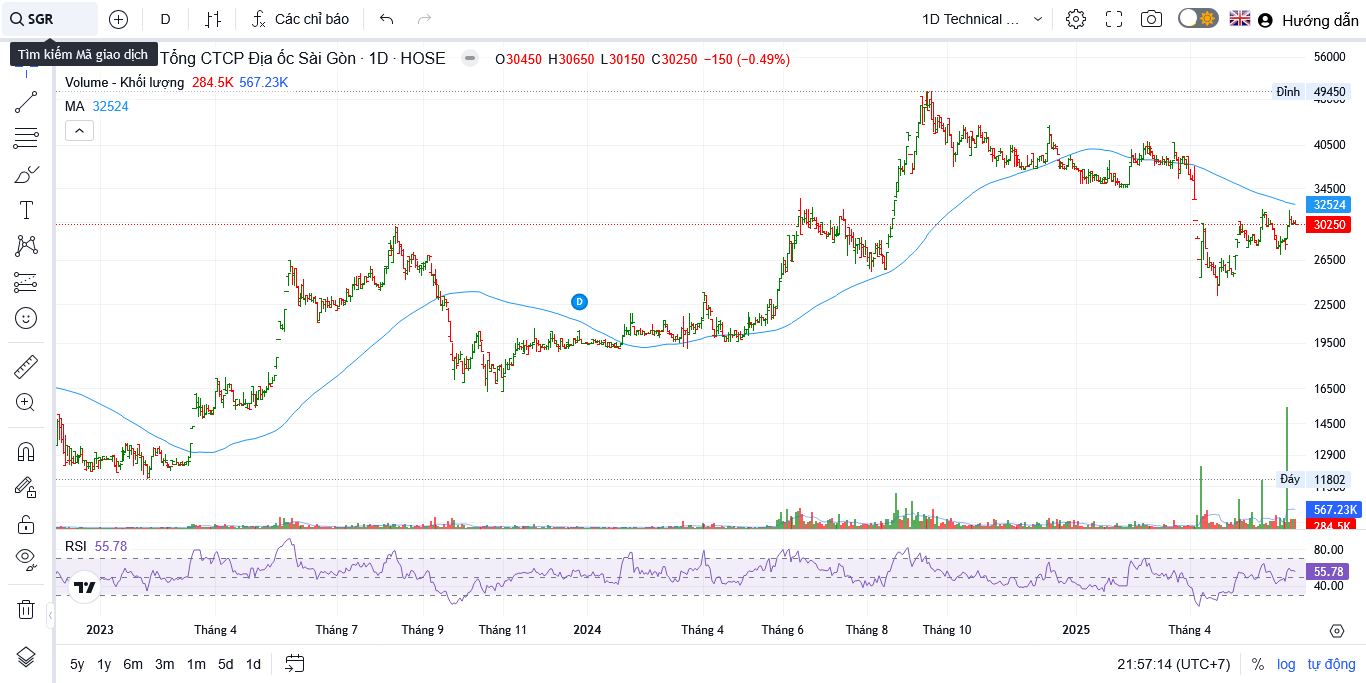 SGR
D
Các chỉ báo
1D Technical ...
Hướng dẫn
Tìm kiếm Mã giao dịch
Tổng CTCP Địa ốc Sài Gòn · 1D · HOSE
O30450 H30650 L30150 C30250 −150 (−0.49%)
Volume - Khối lượng 284.5K 567.23K
MA 32524
56000
Đỉnh 49450
40500
34500
32524
30250
26500
D
22500
19500
16500
14500
12900
Đáy 11802
567.23K
284.5K
RSI 55.78
80.00
55.78
40.00
2023 Tháng 4 Tháng 7 Tháng 9 Tháng 11 2024 Tháng 4 Tháng 6 Tháng 8 Tháng 10 2025 Tháng 4
5y 1y 6m 3m 1m 5d 1d
21:57:14 (UTC+7) % log tự động